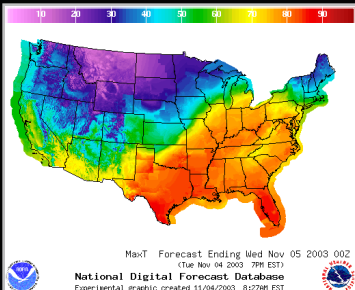 10 20 30 40 50 60 70 80 90
MaxT Forecast Ending Wed Nov 05 2003 00Z
(Tue Nov 04 2003 7PM EST)
National Digital Forecast Database
Experimental graphic created 11/04/2003 8:27AM EST